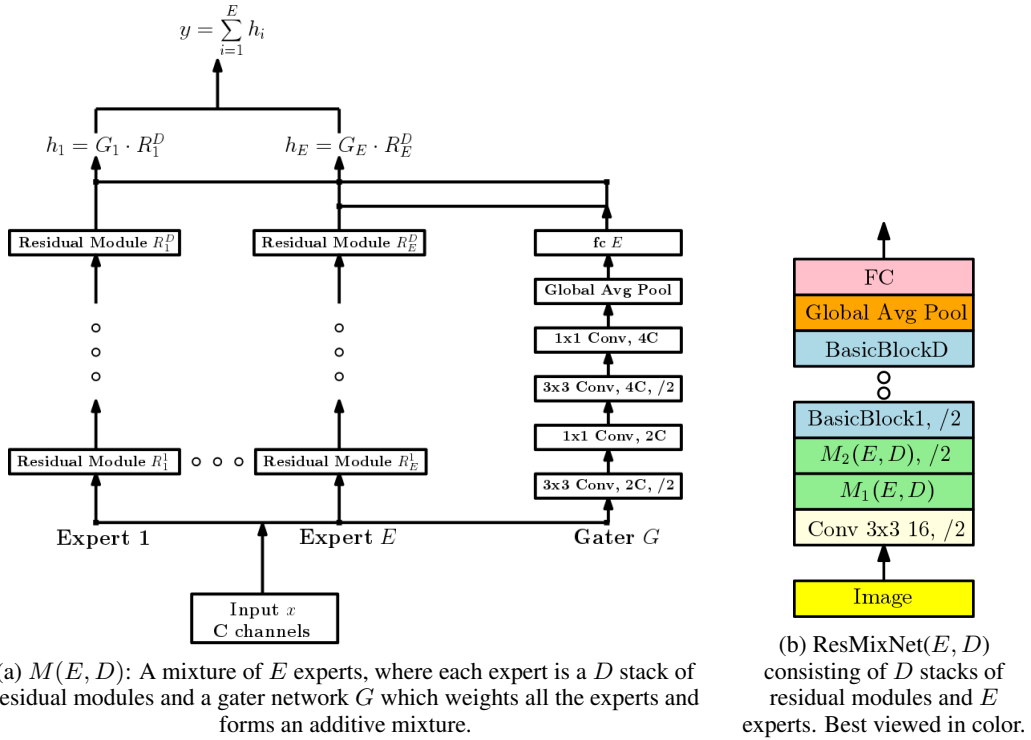 y = \sum_{i=1}^{E} h_i
h_1 = G_1 · R_1^D
h_E = G_E · R_E^D
Residual Module R_1^D
Residual Module R_E^D
fc E
Global Avg Pool
1x1 Conv, 4C
3x3 Conv, 4C, /2
1x1 Conv, 2C
3x3 Conv, 2C, /2
Residual Module R_1^1
Residual Module R_E^1
Expert 1
Expert E
Gater G
Input x
C channels
(a) M(E, D): A mixture of E experts, where each expert is a D stack of
residual modules and a gater network G which weights all the experts and
forms an additive mixture.
FC
Global Avg Pool
BasicBlockD
BasicBlock1, /2
M_2(E, D), /2
M_1(E, D)
Conv 3x3 16, /2
Image
(b) ResMixNet(E, D)
consisting of D stacks of
residual modules and E
experts. Best viewed in color.